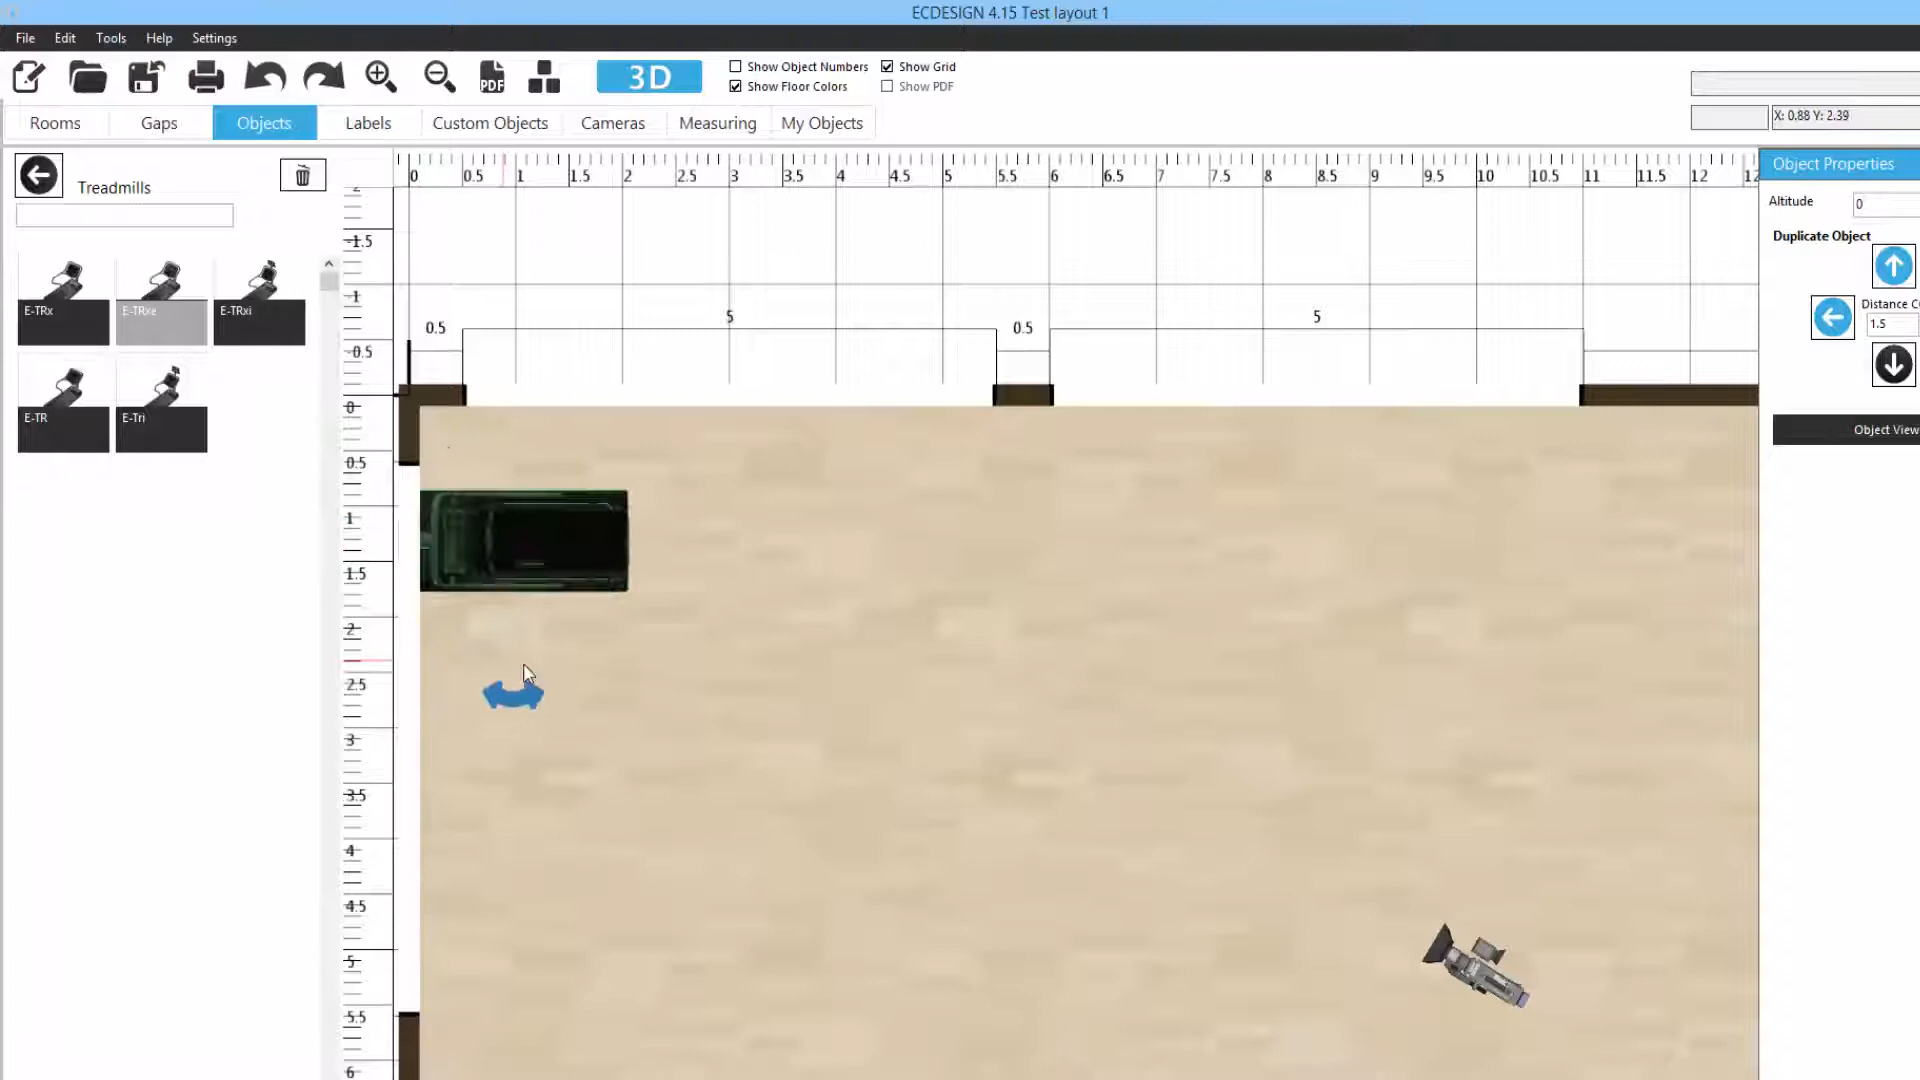 ECDESIGN 4.15 Test layout 1
File Edit Tools Help Settings
PDF 3D
Show Object Numbers Show Grid
Show Floor Colors Show PDF
Rooms Gaps Objects Labels Custom Objects Cameras Measuring My Objects
X: 0.88 Y: 2.39
Treadmills
E-TRx E-TRxe E-TRxi
E-TR E-Tri
0 0.5 1 1.5 2 2.5 3 3.5 4 4.5 5 5.5 6 6.5 7 7.5 8 8.5 9 9.5 10 10.5 11 11.5 12
-1.5
-1
-0.5
0
0.5
1
1.5
2
2.5
3
3.5
4
4.5
5
5.5
6
0.5 5 0.5 5
Object Properties
Altitude 0
Duplicate Object
Distance
1.5
Object View